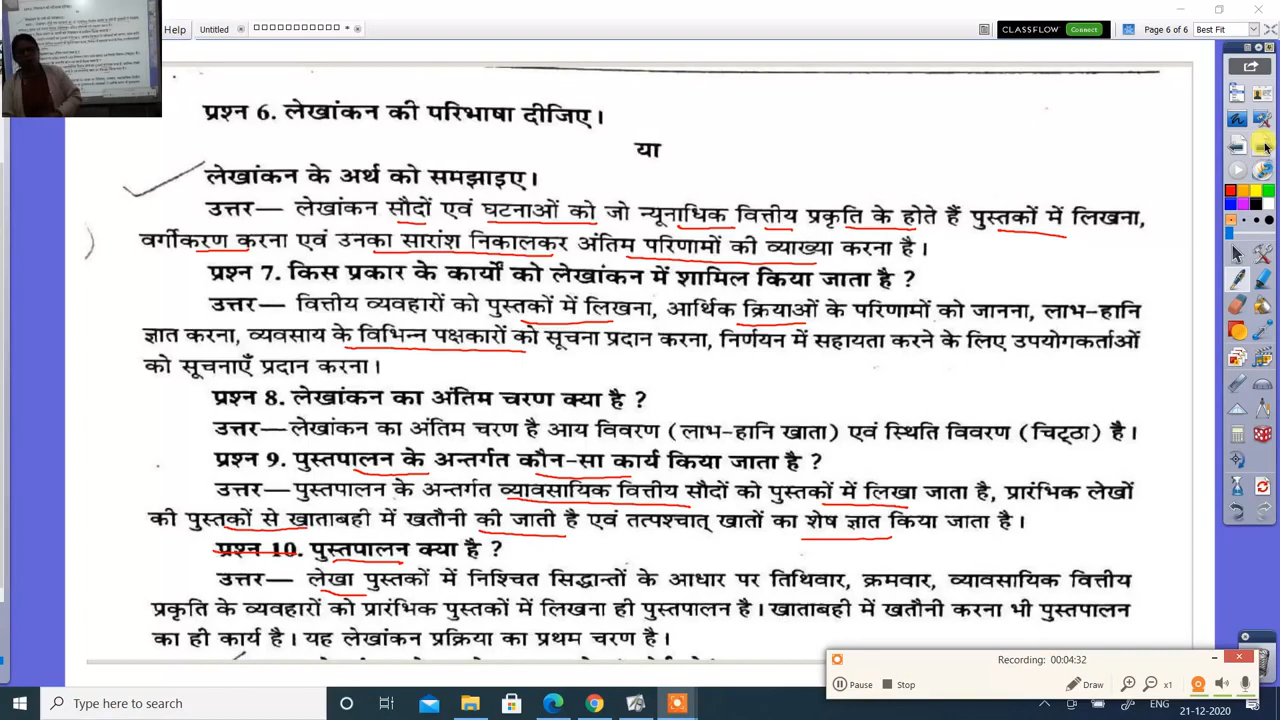 Help
Untitled
CLASSFLOW
Connect
Page 6 of 6
Best Fit
प्रश्न 6. लेखांकन की परिभाषा दीजिए।
या
लेखांकन के अर्थ को समझाइए।
उत्तर— लेखांकन सौदों एवं घटनाओं को जो न्यूनाधिक वित्तीय प्रकृति के होते हैं पुस्तकों में लिखना,
वर्गीकरण करना एवं उनका सारांश निकालकर अंतिम परिणामों की व्याख्या करना है।
प्रश्न 7. किस प्रकार के कार्यों को लेखांकन में शामिल किया जाता है ?
उत्तर— वित्तीय व्यवहारों को पुस्तकों में लिखना, आर्थिक क्रियाओं के परिणामों को जानना, लाभ-हानि
ज्ञात करना, व्यवसाय के विभिन्न पक्षकारों को सूचना प्रदान करना, निर्णयन में सहायता करने के लिए उपयोगकर्ताओं
को सूचनाएँ प्रदान करना।
प्रश्न 8. लेखांकन का अंतिम चरण क्या है ?
उत्तर—लेखांकन का अंतिम चरण है आय विवरण (लाभ-हानि खाता) एवं स्थिति विवरण (चिट्ठा) है।
प्रश्न 9. पुस्तपालन के अन्तर्गत कौन-सा कार्य किया जाता है ?
उत्तर—पुस्तपालन के अन्तर्गत व्यावसायिक वित्तीय सौदों को पुस्तकों में लिखा जाता है, प्रारंभिक लेखों
की पुस्तकों से खाताबही में खतौनी की जाती है एवं तत्पश्चात् खातों का शेष ज्ञात किया जाता है।
प्रश्न 10. पुस्तपालन क्या है ?
उत्तर— लेखा पुस्तकों में निश्चित सिद्धान्तों के आधार पर तिथिवार, क्रमवार, व्यावसायिक वित्तीय
प्रकृति के व्यवहारों को प्रारंभिक पुस्तकों में लिखना ही पुस्तपालन है। खाताबही में खतौनी करना भी पुस्तपालन
का ही कार्य है। यह लेखांकन प्रक्रिया का प्रथम चरण है।
Recording: 00:04:32
Pause
Stop
Draw
x1
Type here to search
ENG
21-12-2020